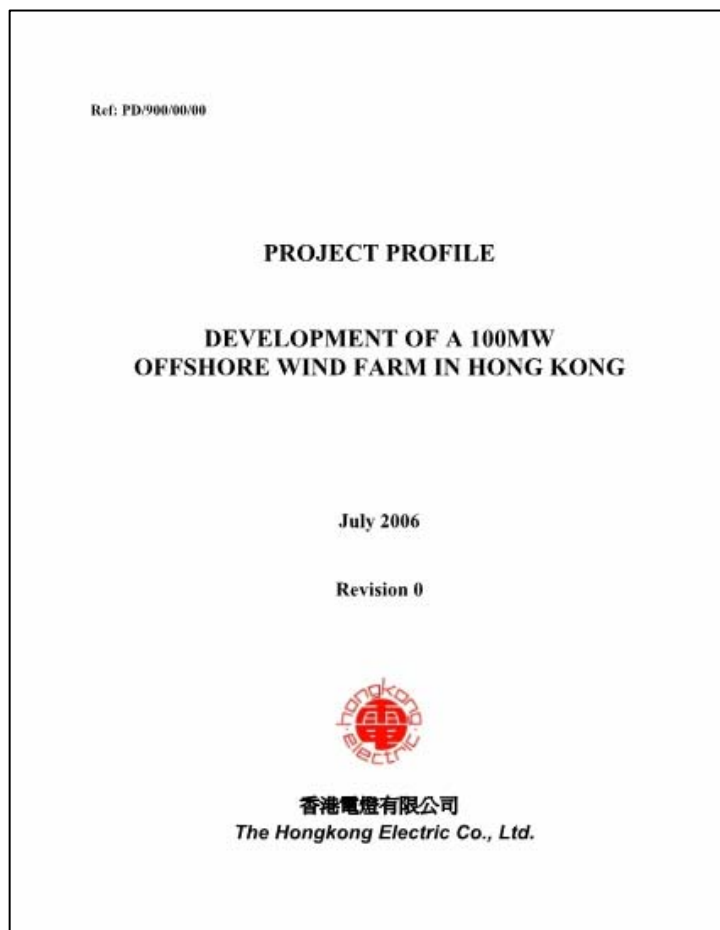 Ref: PD/900/00/00
PROJECT PROFILE
DEVELOPMENT OF A 100MW
OFFSHORE WIND FARM IN HONG KONG
July 2006
Revision 0
hongkong
電
electric
香港電燈有限公司
The Hongkong Electric Co., Ltd.